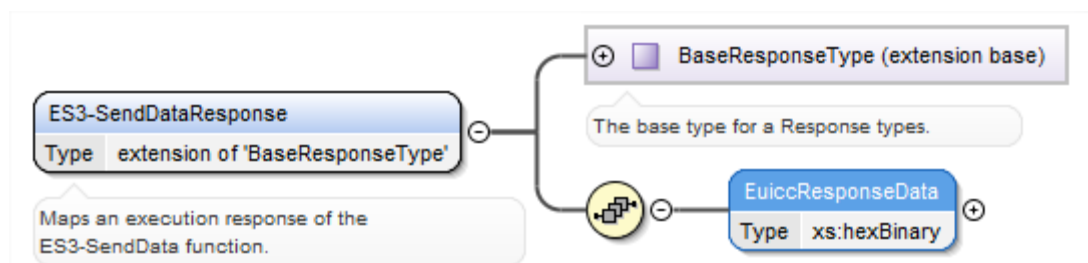 BaseResponseType (extension base)
The base type for a Response types.
ES3-SendDataResponse
Type extension of 'BaseResponseType'
Maps an execution response of the
ES3-SendData function.
EuiccResponseData
Type xs:hexBinary